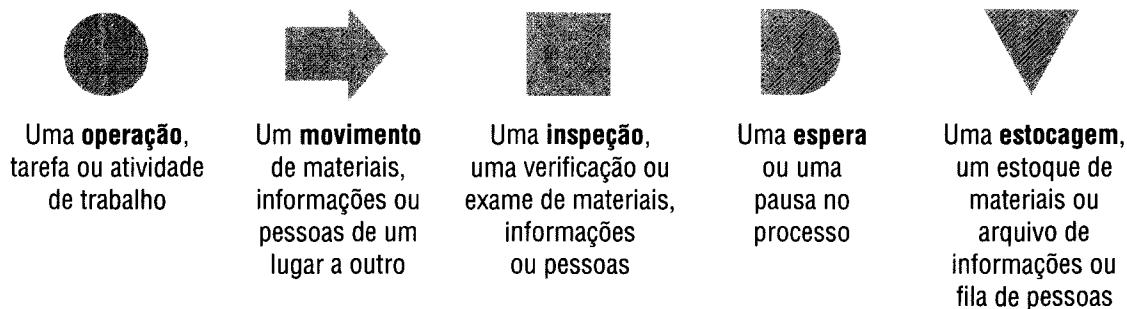 Uma operação,
tarefa ou atividade
de trabalho
Um movimento
de materiais,
informações ou
pessoas de um
lugar a outro
Uma inspeção,
uma verificação ou
exame de materiais,
informações
ou pessoas
Uma espera
ou uma
pausa no
processo
Uma estocagem,
um estoque de
materiais ou
arquivo de
informações ou
fila de pessoas